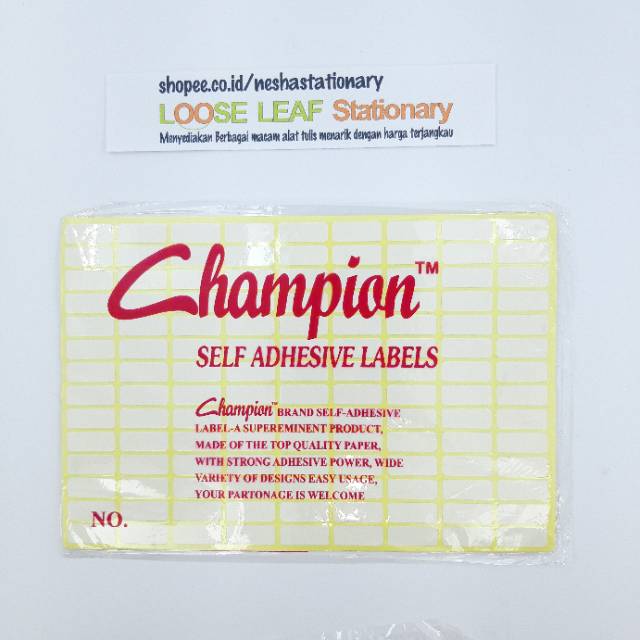 shopee.co.id/neshastationary
LOOSE LEAF Stationary
Menyediakan Berbagai macam alat tulis menarik dengan harga terjangkau
Champion™
SELF ADHESIVE LABELS
Champion™ BRAND SELF-ADHESIVE
LABEL-A SUPEREMINENT PRODUCT,
MADE OF THE TOP QUALITY PAPER,
WITH STRONG ADHESIVE POWER, WIDE
VARIETY OF DESIGNS EASY USAGE,
YOUR PARTONAGE IS WELCOME
NO.